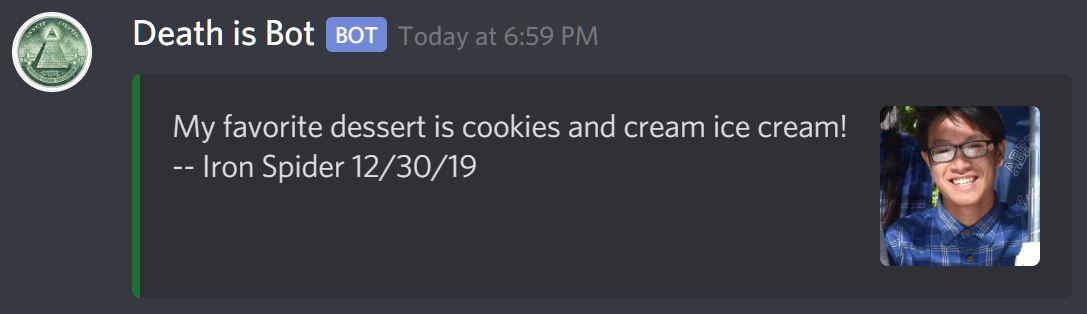 Death is Bot BOT Today at 6:59 PM
My favorite dessert is cookies and cream ice cream!
-- Iron Spider 12/30/19